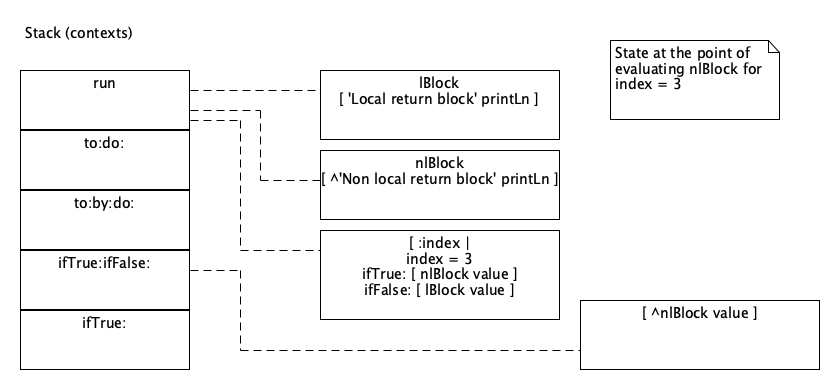 Stack (contexts)
State at the point of
evaluating nlBlock for
index = 3
run
to:do:
to:by:do:
ifTrue:ifFalse:
ifTrue:
lBlock
[ 'Local return block' printLn ]
nlBlock
[ ^'Non local return block' printLn ]
[ :index |
index = 3
ifTrue: [ nlBlock value ]
ifFalse: [ lBlock value ]
[ ^nlBlock value ]